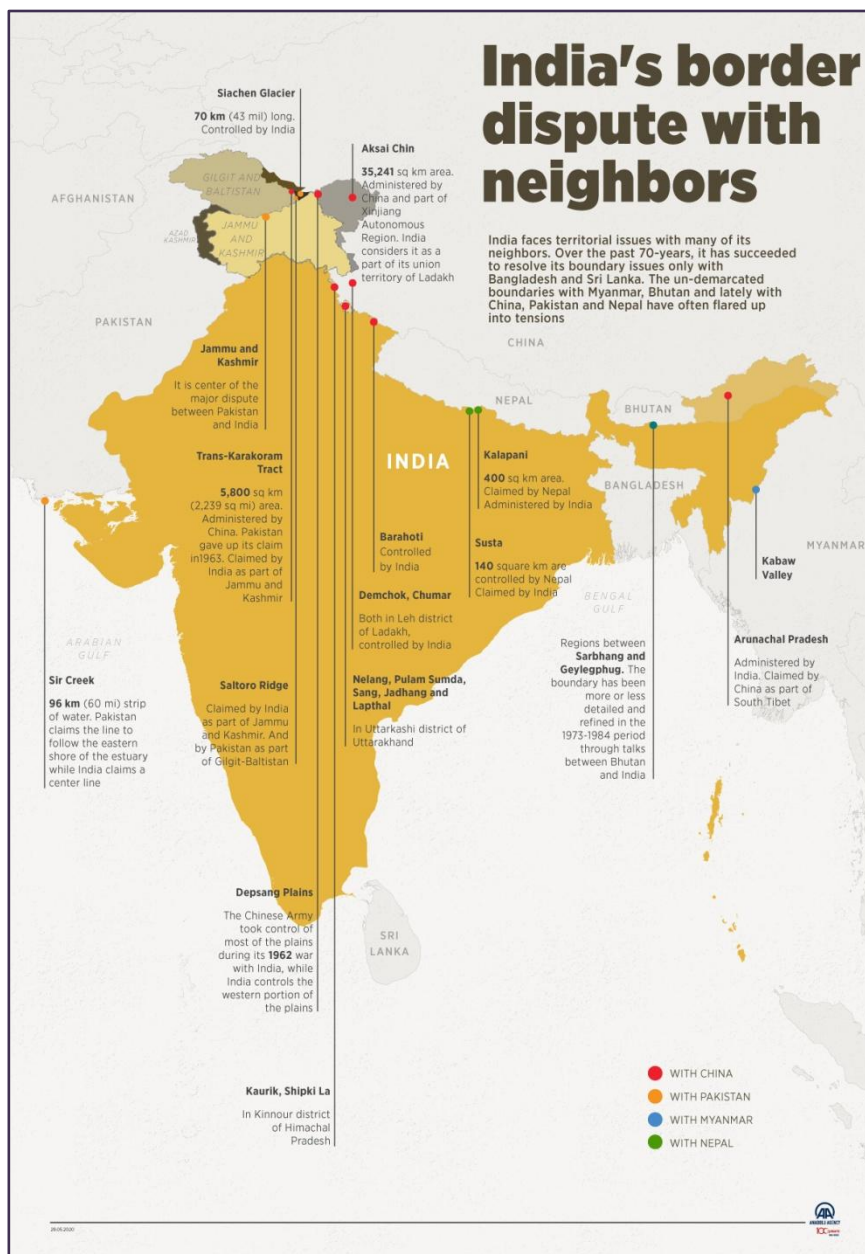 India's border
dispute with
neighbors
India faces territorial issues with many of its
neighbors. Over the past 70-years, it has succeeded
to resolve its boundary issues only with
Bangladesh and Sri Lanka. The un-demarcated
boundaries with Myanmar, Bhutan and lately with
China, Pakistan and Nepal have often flared up
into tensions
Siachen Glacier
70 km (43 mil) long.
Controlled by India
Aksai Chin
35,241 sq km area.
Administered by
China and part of
Xinjiang
Autonomous
Region. India
considers it as a
part of its union
territory of Ladakh
GILGIT AND
BALTISTAN
AFGHANISTAN
AZAD
KASHMIR
JAMMU
AND
KASHMIR
PAKISTAN
CHINA
NEPAL
BHUTAN
BANGLADESH
MYANMAR
INDIA
Jammu and
Kashmir
It is center of the
major dispute
between Pakistan
and India
Trans-Karakoram
Tract
5,800 sq km
(2,239 sq mi) area.
Administered by
China. Pakistan
gave up its claim
in1963. Claimed by
India as part of
Jammu and
Kashmir
Barahoti
Controlled
by India
Kalapani
400 sq km area.
Claimed by Nepal
Administered by India
Susta
140 square km are
controlled by Nepal
Claimed by India
Demchok, Chumar
Both in Leh district
of Ladakh,
controlled by India
Kabaw
Valley
BENGAL
GULF
ARABIAN
GULF
Sir Creek
96 km (60 mi) strip
of water. Pakistan
claims the line to
follow the eastern
shore of the estuary
while India claims a
center line
Saltoro Ridge
Claimed by India
as part of Jammu
and Kashmir. And
by Pakistan as part
of Gilgit-Baltistan
Nelang, Pulam Sumda,
Sang, Jadhang and
Lapthal
In Uttarkashi district of
Uttarakhand
Regions between
Sarbhang and
Geylegphug. The
boundary has been
more or less
detailed and
refined in the
1973-1984 period
through talks
between Bhutan
and India
Arunachal Pradesh
Administered by
India. Claimed by
China as part of
South Tibet
Depsang Plains
The Chinese Army
took control of
most of the plains
during its 1962 war
with India, while
India controls the
western portion of
the plains
SRI
LANKA
Kaurik, Shipki La
In Kinnour district
of Himachal
Pradesh
WITH CHINA
WITH PAKISTAN
WITH MYANMAR
WITH NEPAL
AA
ANADOLU AGENCY